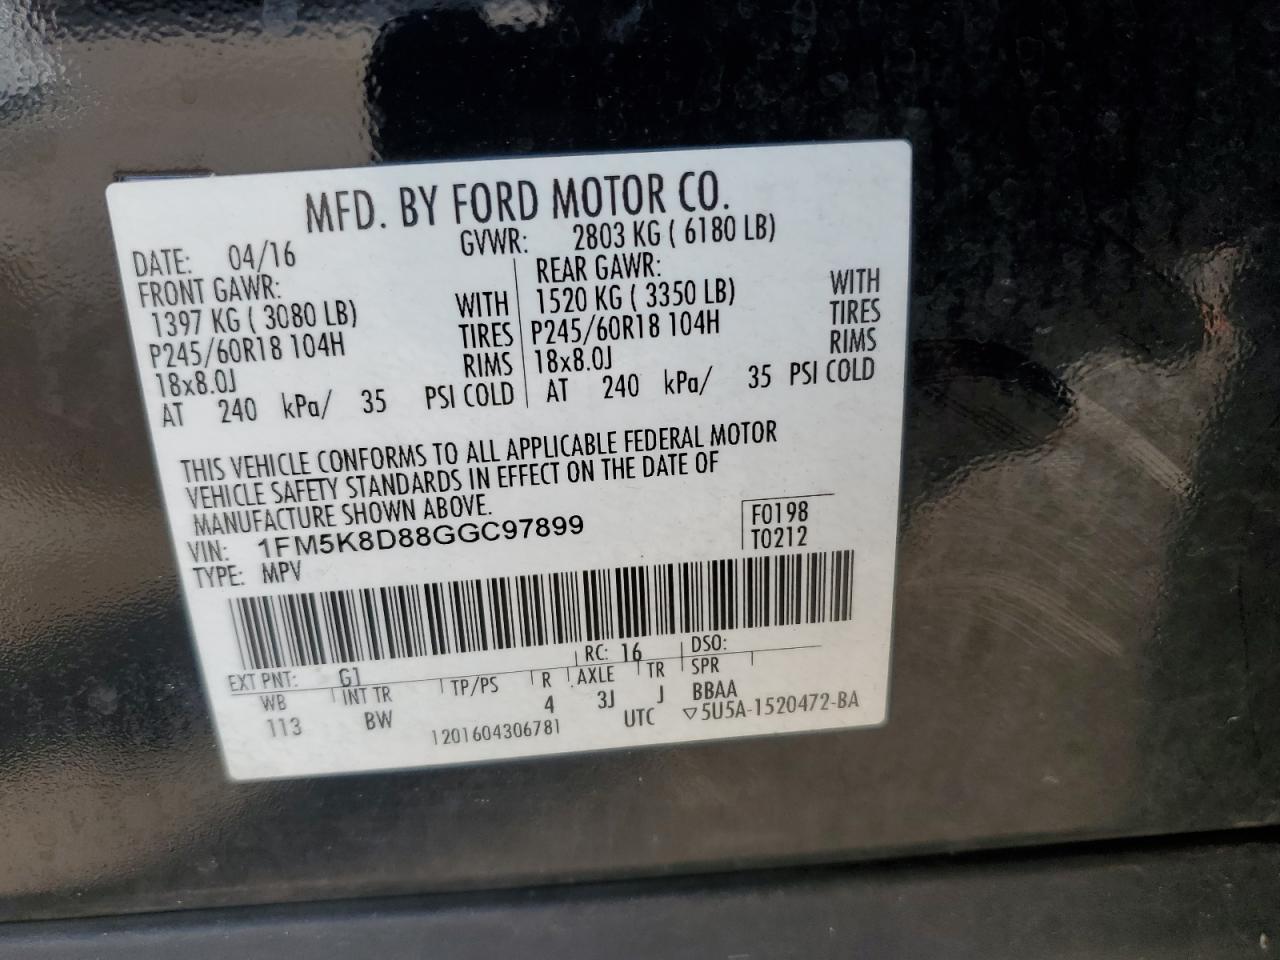 MFD. BY FORD MOTOR CO.
DATE: 04/16 GVWR: 2803 KG ( 6180 LB)
FRONT GAWR: REAR GAWR:
1397 KG ( 3080 LB) WITH 1520 KG ( 3350 LB) WITH
P245/60R18 104H TIRES P245/60R18 104H TIRES
18x8.0J RIMS 18x8.0J RIMS
AT 240 kPa/ 35 PSI COLD AT 240 kPa/ 35 PSI COLD
THIS VEHICLE CONFORMS TO ALL APPLICABLE FEDERAL MOTOR
VEHICLE SAFETY STANDARDS IN EFFECT ON THE DATE OF
MANUFACTURE SHOWN ABOVE.
VIN: 1FM5K8D88GGC97899 F0198
TYPE: MPV T0212
EXT PNT: G1 RC: 16 DSO:
WB INT TR TP/PS R AXLE TR SPR
113 BW 4 3J J BBAA
1201604306781 UTC ▽5U5A-1520472-BA